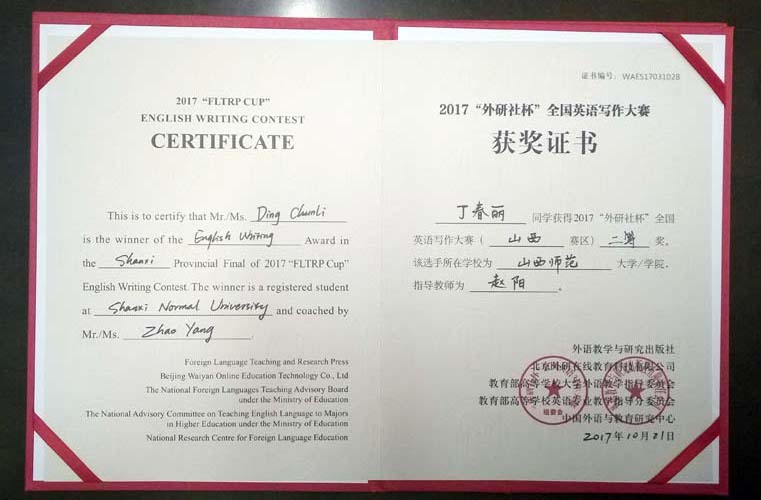 2017 “FLTRP CUP”
ENGLISH WRITING CONTEST
CERTIFICATE
This is to certify that Mr./Ms. Ding Chunli
is the winner of the English Writing Award in
the Shanxi Provincial Final of 2017 “FLTRP Cup”
English Writing Contest. The winner is a registered student
at Shanxi Normal University and coached by
Mr./Ms. Zhao Yang.
Foreign Language Teaching and Research Press
Beijing Waiyan Online Education Technology Co., Ltd
The National Foreign Languages Teaching Advisory Board
under the Ministry of Education
The National Advisory Committee on Teaching English Language to Majors
in Higher Education under the Ministry of Education
National Research Centre for Foreign Language Education
证书编号：WAES1703102B
2017 “外研社杯” 全国英语写作大赛
获奖证书
丁春丽 同学获得2017 “外研社杯” 全国
英语写作大赛（ 山西 赛区） 二等 奖。
该选手所在学校为 山西师范 大学/学院，
指导教师为 赵阳 。
外语教学与研究出版社
北京外研在线教育科技有限公司
教育部高等学校大学外语教学指导委员会
教育部高等学校英语专业教学指导分委员会
中国外语与教育研究中心
2017年10月21日
组委会